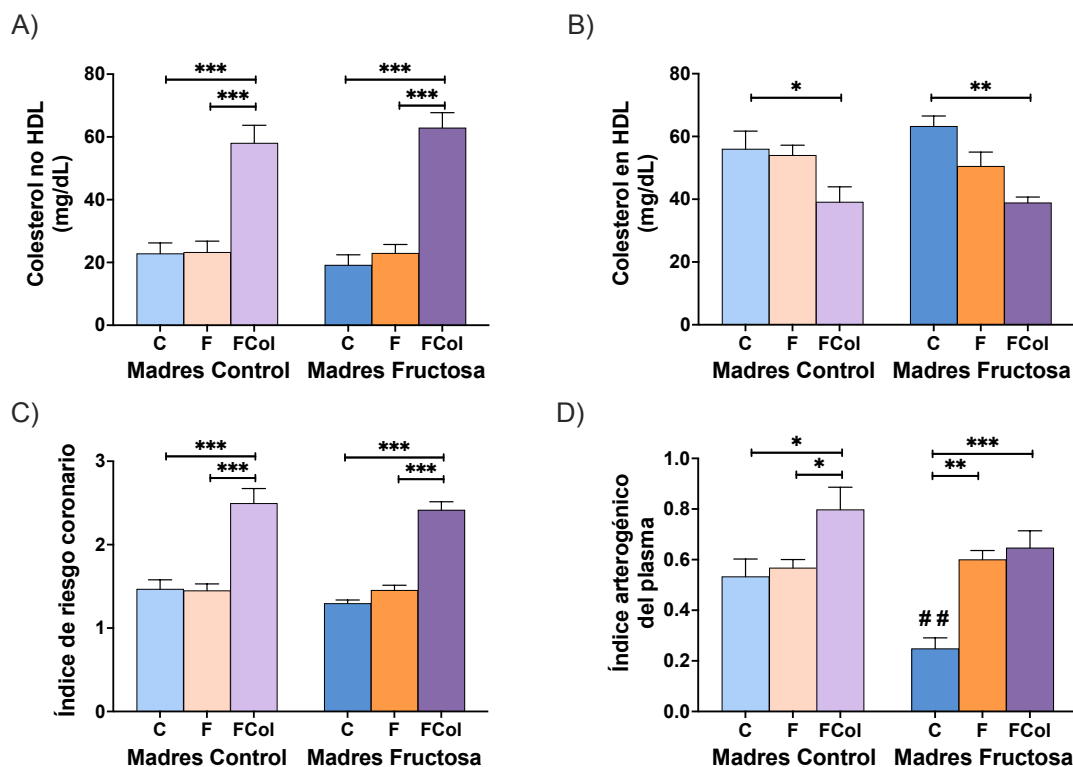 A)
Colesterol no HDL
(mg/dL)
80
60
40
20
0
***
***
***
***
C F FCol C F FCol
Madres Control Madres Fructosa
B)
Colesterol en HDL
(mg/dL)
80
60
40
20
0
*
**
C F FCol C F FCol
Madres Control Madres Fructosa
C)
Índice de riesgo coronario
3
2
1
0
***
***
***
***
C F FCol C F FCol
Madres Control Madres Fructosa
D)
Índice arterogénico
del plasma
1.0
0.8
0.6
0.4
0.2
0.0
*
*
***
**
##
C F FCol C F FCol
Madres Control Madres Fructosa